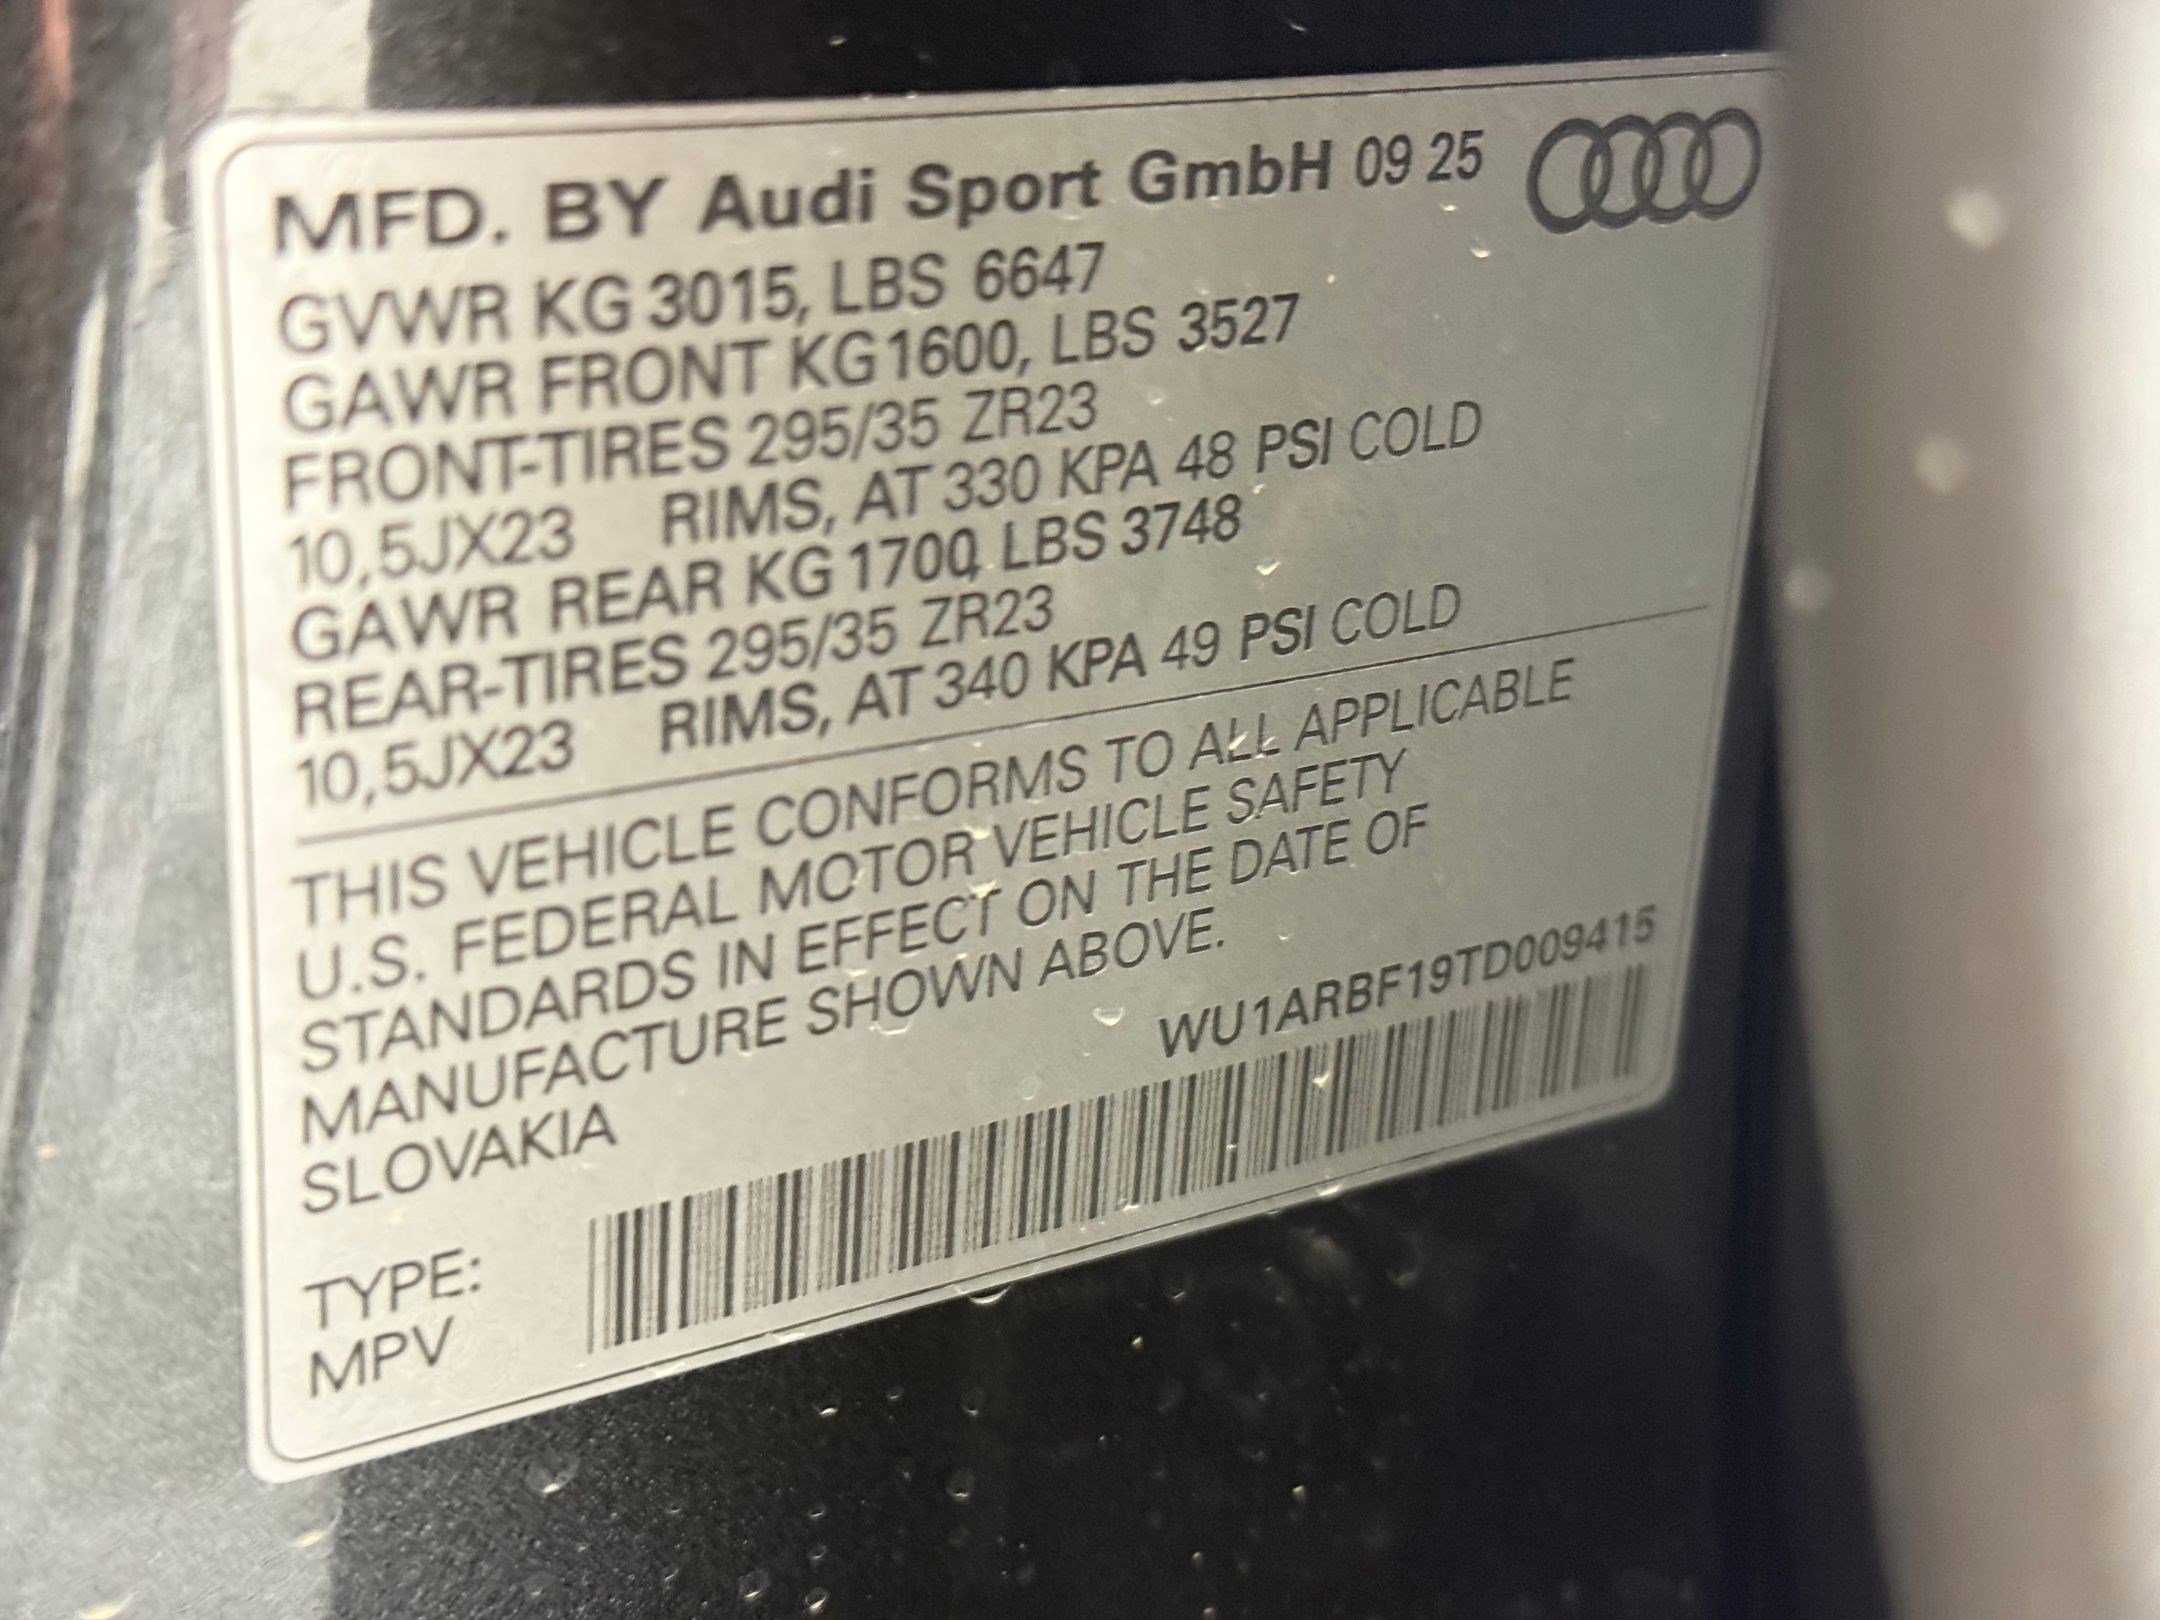 MFD. BY Audi Sport GmbH 09 25
GVWR KG 3015, LBS 6647
GAWR FRONT KG 1600, LBS 3527
FRONT-TIRES 295/35 ZR23
10,5JX23 RIMS, AT 330 KPA 48 PSI COLD
GAWR REAR KG 1700, LBS 3748
REAR-TIRES 295/35 ZR23
10,5JX23 RIMS, AT 340 KPA 49 PSI COLD
THIS VEHICLE CONFORMS TO ALL APPLICABLE
U.S. FEDERAL MOTOR VEHICLE SAFETY
STANDARDS IN EFFECT ON THE DATE OF
MANUFACTURE SHOWN ABOVE.
SLOVAKIA
WU1ARBF19TD009415
TYPE:
MPV